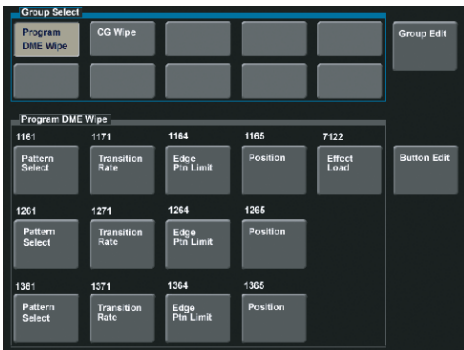 Group Select
Program DME Wipe
CG Wipe
Group Edit
Program DME Wipe
1161 1171 1164 1165 7122
Pattern Select
Transition Rate
Edge Ptn Limit
Position
Effect Load
Button Edit
1261 1271 1264 1265
Pattern Select
Transition Rate
Edge Ptn Limit
Position
1361 1371 1364 1365
Pattern Select
Transition Rate
Edge Ptn Limit
Position